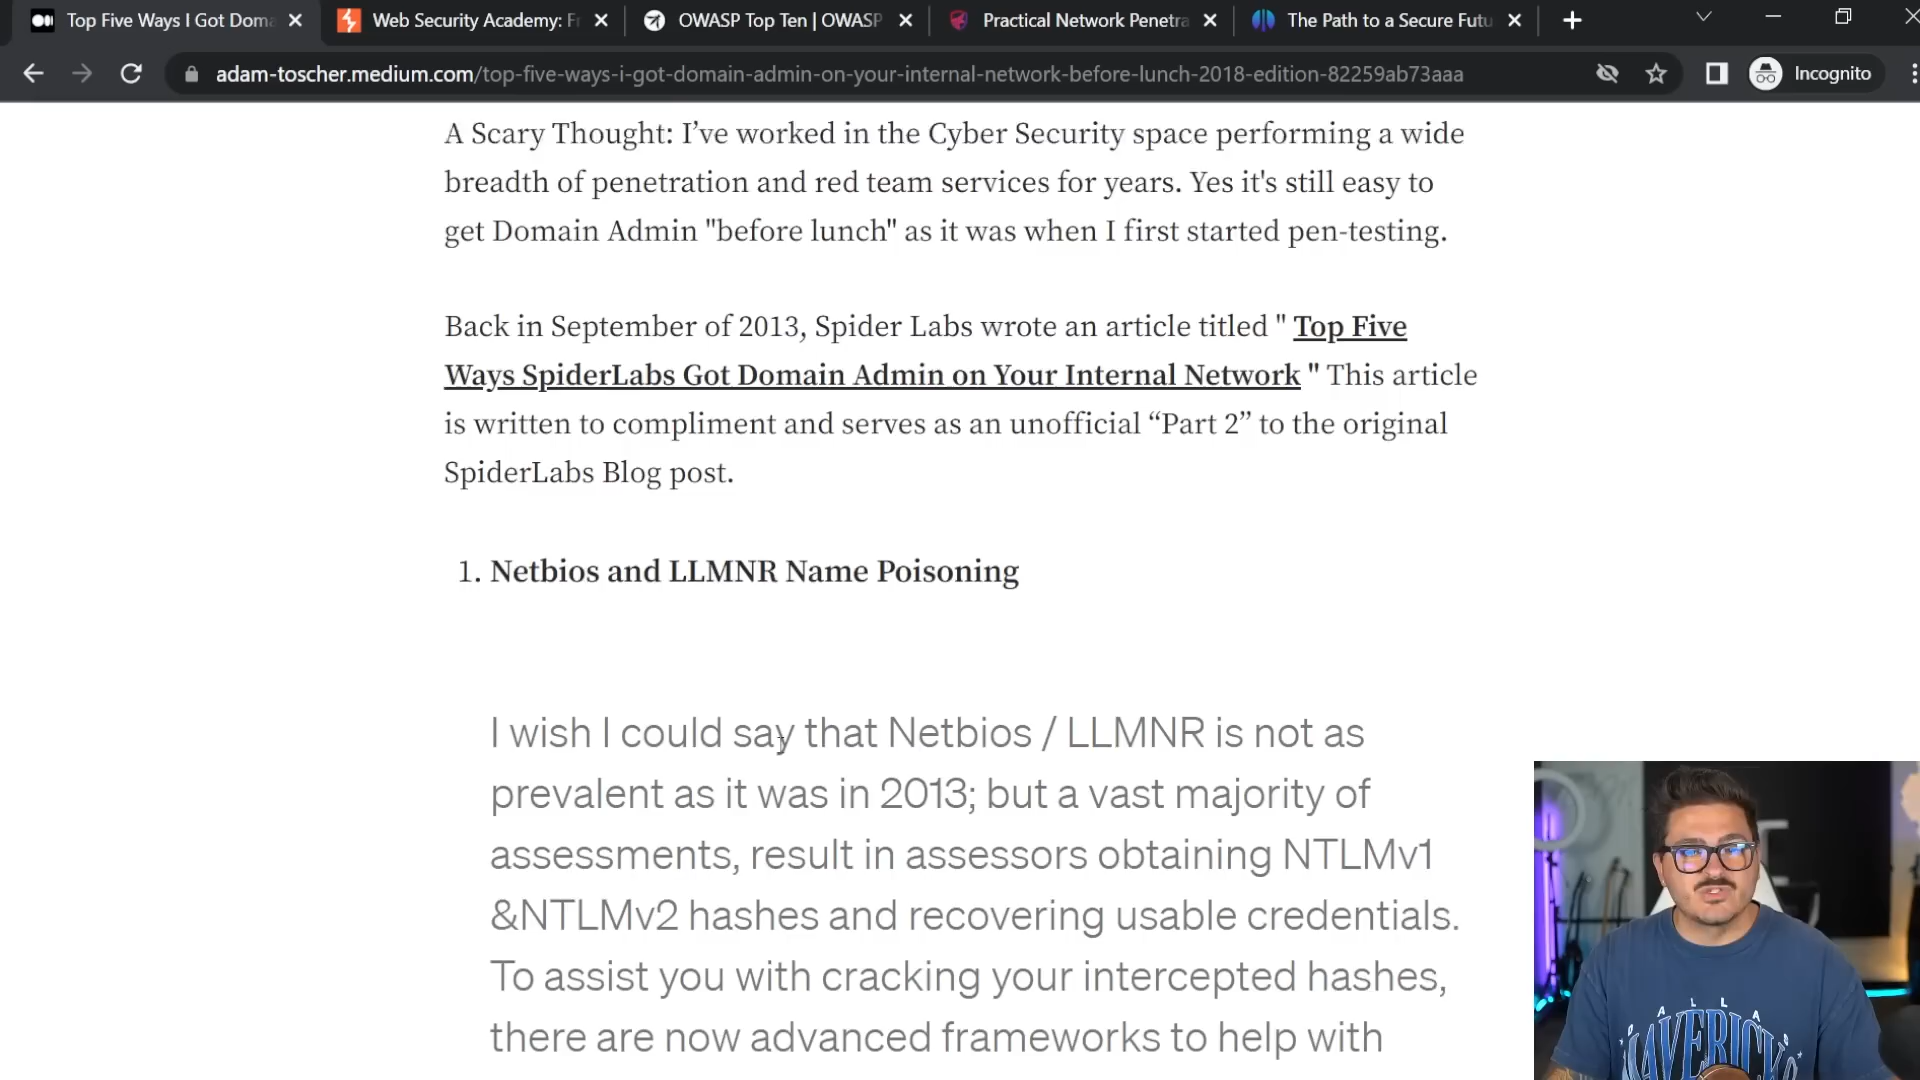 Top Five Ways I Got Doma
Web Security Academy: Fr
OWASP Top Ten | OWASP
Practical Network Penetra
The Path to a Secure Futu
adam-toscher.medium.com/top-five-ways-i-got-domain-admin-on-your-internal-network-before-lunch-2018-edition-82259ab73aaa
Incognito
A Scary Thought: I’ve worked in the Cyber Security space performing a wide
breadth of penetration and red team services for years. Yes it's still easy to
get Domain Admin "before lunch" as it was when I first started pen-testing.
Back in September of 2013, Spider Labs wrote an article titled " Top Five
Ways SpiderLabs Got Domain Admin on Your Internal Network " This article
is written to compliment and serves as an unofficial “Part 2” to the original
SpiderLabs Blog post.
1. Netbios and LLMNR Name Poisoning
I wish I could say that Netbios / LLMNR is not as
prevalent as it was in 2013; but a vast majority of
assessments, result in assessors obtaining NTLMv1
&NTLMv2 hashes and recovering usable credentials.
To assist you with cracking your intercepted hashes,
there are now advanced frameworks to help with
DALLAS
MAVERICKS